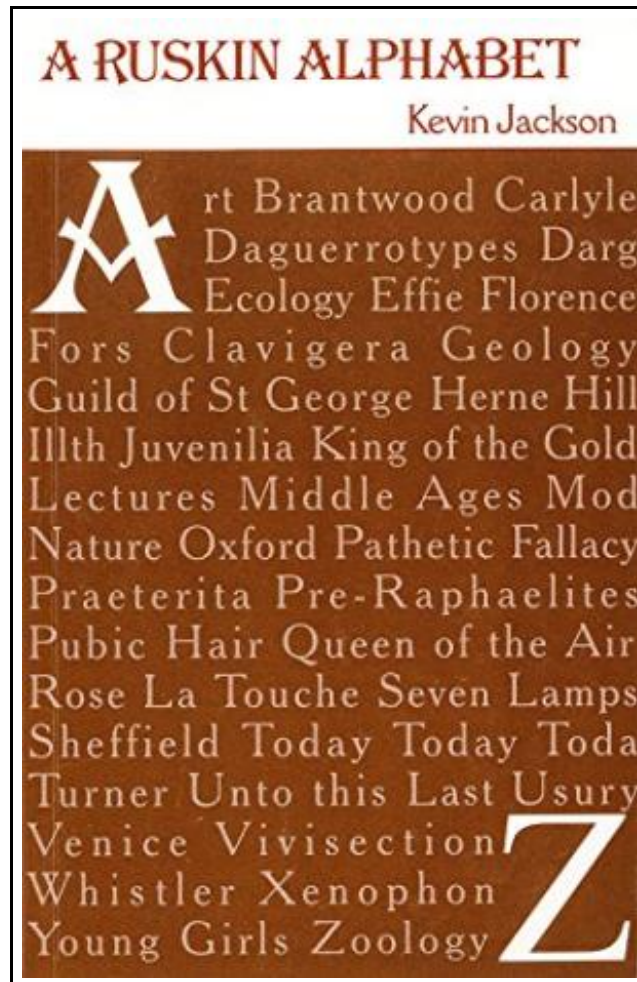 A RUSKIN ALPHABET
Kevin Jackson
Art Brantwood Carlyle
Daguerrotypes Darg
Ecology Effie Florence
Fors Clavigera Geology
Guild of St George Herne Hill
Illth Juvenilia King of the Gold
Lectures Middle Ages Mod
Nature Oxford Pathetic Fallacy
Praeterita Pre-Raphaelites
Pubic Hair Queen of the Air
Rose La Touche Seven Lamps
Sheffield Today Today Toda
Turner Unto this Last Usury
Venice Vivisection
Whistler Xenophon
Young Girls Zoology Z